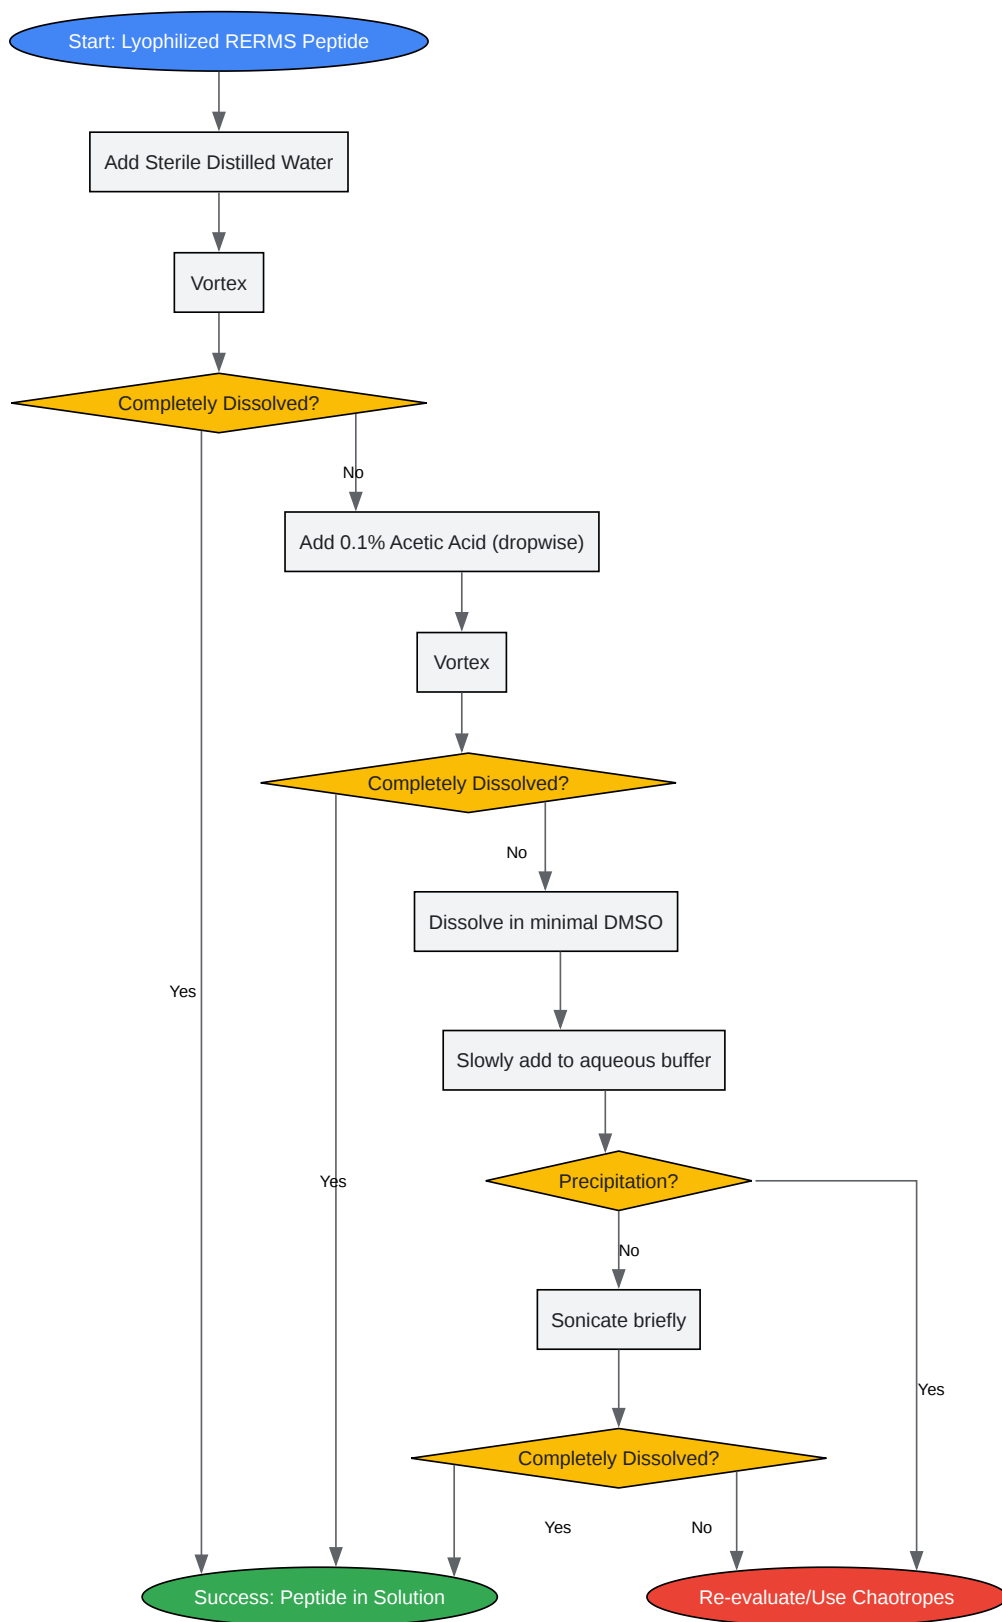 Start: Lyophilized RERMS Peptide
Add Sterile Distilled Water
Vortex
Completely Dissolved?
No
Add 0.1% Acetic Acid (dropwise)
Vortex
Completely Dissolved?
No
Dissolve in minimal DMSO
Yes
Slowly add to aqueous buffer
Precipitation?
Yes
No
Sonicate briefly
Yes
Completely Dissolved?
Yes
No
Success: Peptide in Solution
Re-evaluate/Use Chaotropes